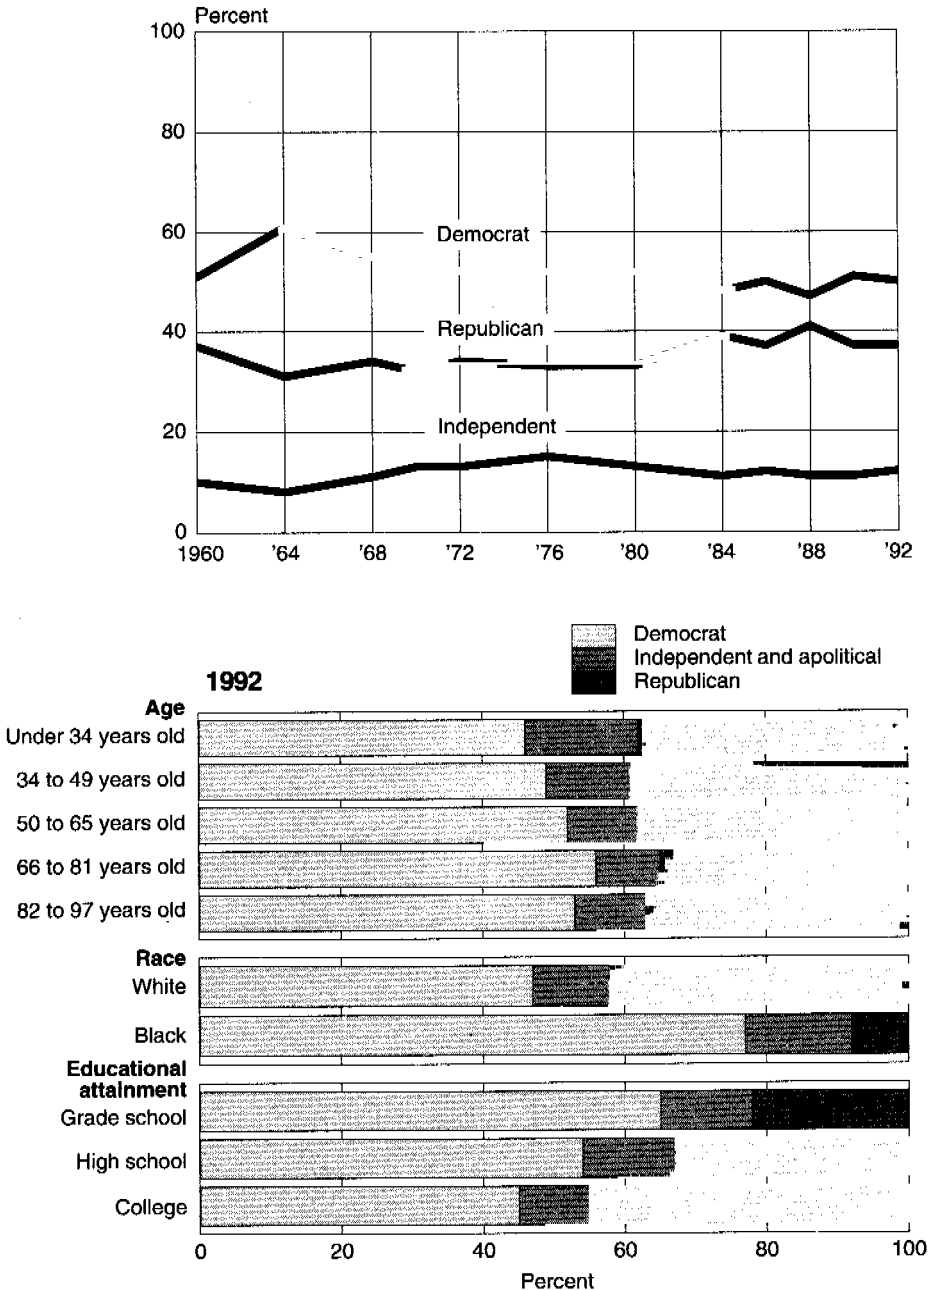 Percent
100
80
60
Democrat
40
Republican
20
Independent
0
1960 '64 '68 '72 '76 '80 '84 '88 '92
Democrat
Independent and apolitical
Republican
1992
Age
Under 34 years old
34 to 49 years old
50 to 65 years old
66 to 81 years old
82 to 97 years old
Race
White
Black
Educational
attainment
Grade school
High school
College
0 20 40 60 80 100
Percent